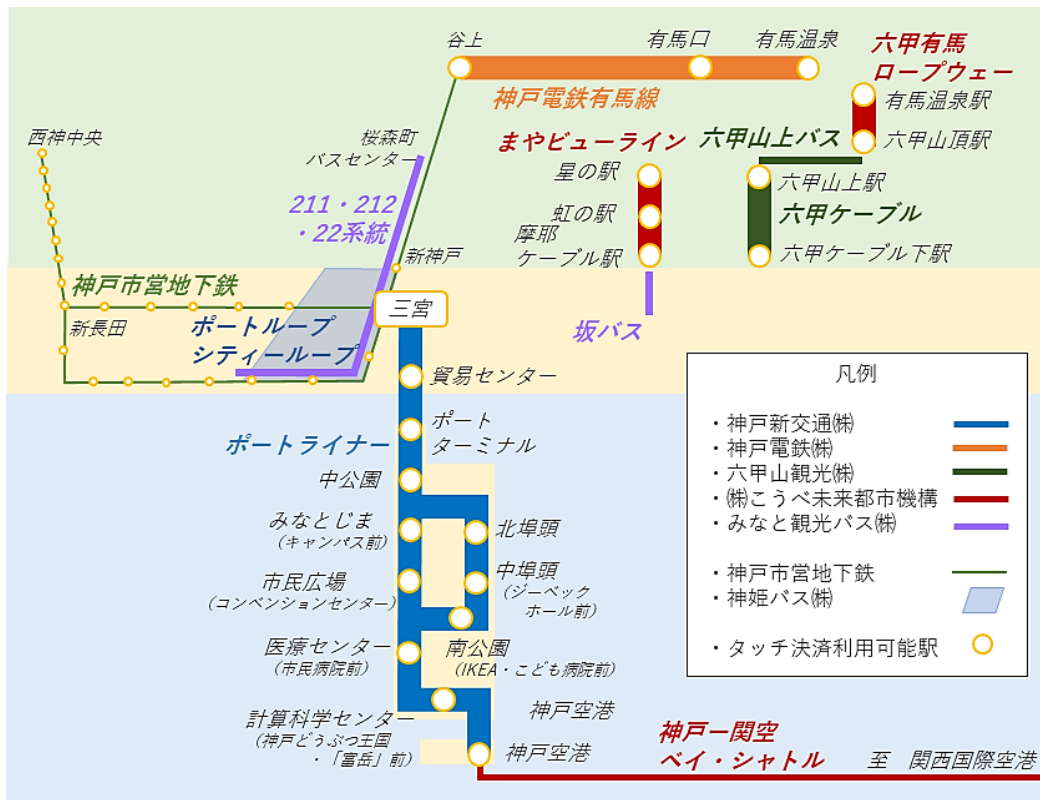 谷上
有馬口
有馬温泉
六甲有馬
ロープウェー
神戸電鉄有馬線
有馬温泉駅
西神中央
桜森町
バスセンター
まやビューライン
六甲山上バス
六甲山頂駅
星の駅
六甲山上駅
211・212
・22系統
虹の駅
六甲ケーブル
摩耶
ケーブル駅
新神戸
六甲ケーブル下駅
神戸市営地下鉄
三宮
新長田
ポートループ
シティーループ
坂バス
貿易センター
凡例
ポート
ターミナル
ポートライナー
中公園
・神戸新交通㈱
・神戸電鉄㈱
・六甲山観光㈱
・㈱こうべ未来都市機構
・みなと観光バス㈱
・神戸市営地下鉄
・神姫バス㈱
・タッチ決済利用可能駅
みなとじま
（キャンパス前）
北埠頭
市民広場
（コンベンションセンター）
中埠頭
（ジーベック
ホール前）
医療センター
（市民病院前）
南公園
（IKEA・こども病院前）
計算科学センター
（神戸どうぶつ王国
・「富岳」前）
神戸空港
神戸空港
神戸ー関空
ベイ・シャトル
至　関西国際空港